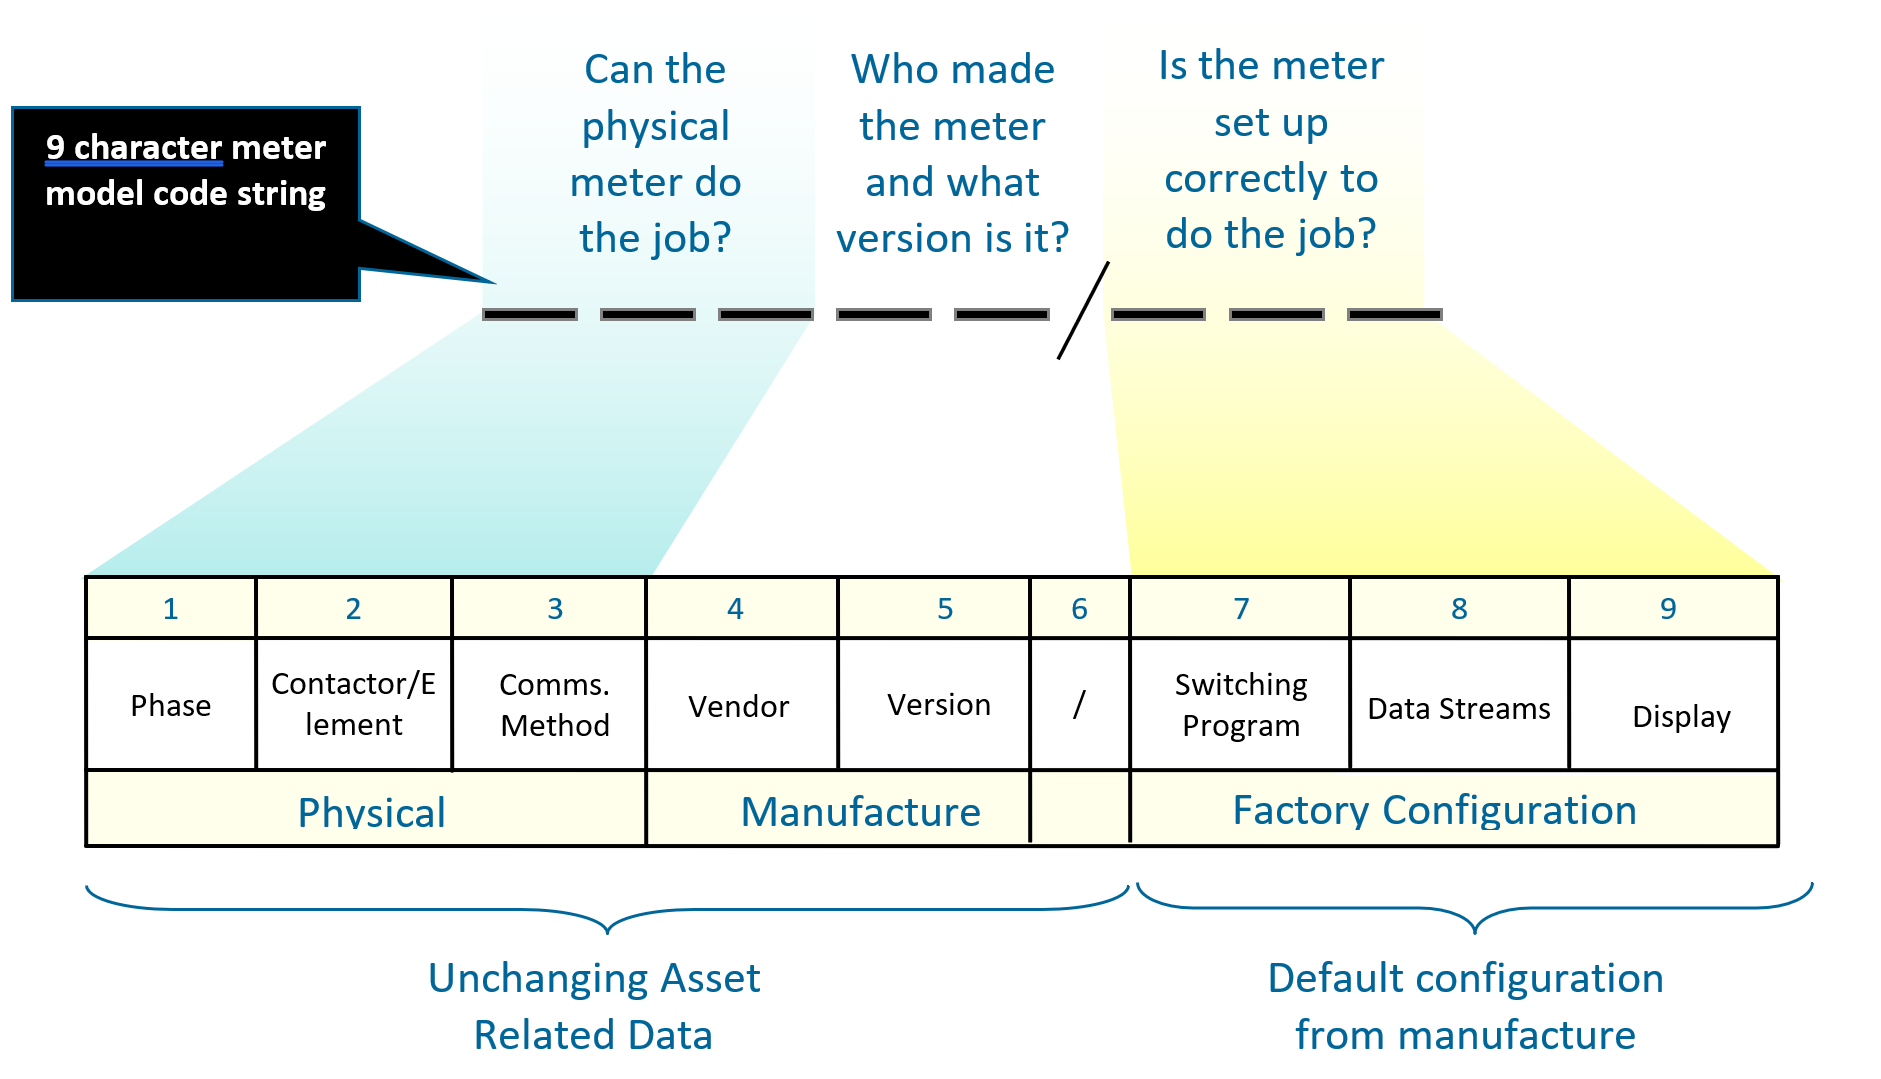 9 character meter
model code string
Can the
physical
meter do
the job?
Who made
the meter
and what
version is it?
Is the meter
set up
correctly to
do the job?
/
1
2
3
4
5
6
7
8
9
Phase
Contactor/E
lement
Comms.
Method
Vendor
Version
/
Switching
Program
Data Streams
Display
Physical
Manufacture
Factory Configuration
Unchanging Asset
Related Data
Default configuration
from manufacture